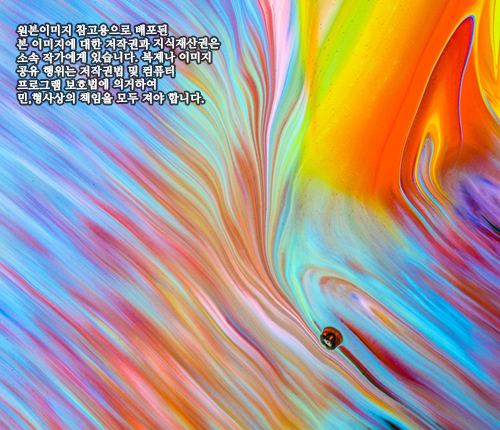 원본이미지 참고용으로 배포된
본 이미지에 대한 저작권과 지식재산권은
소속 작가에게 있습니다. 복제나 이미지
공유 행위는 저작권법 및 컴퓨터
프로그램 보호법에 의거하여
민,형사상의 책임을 모두 져야 합니다.